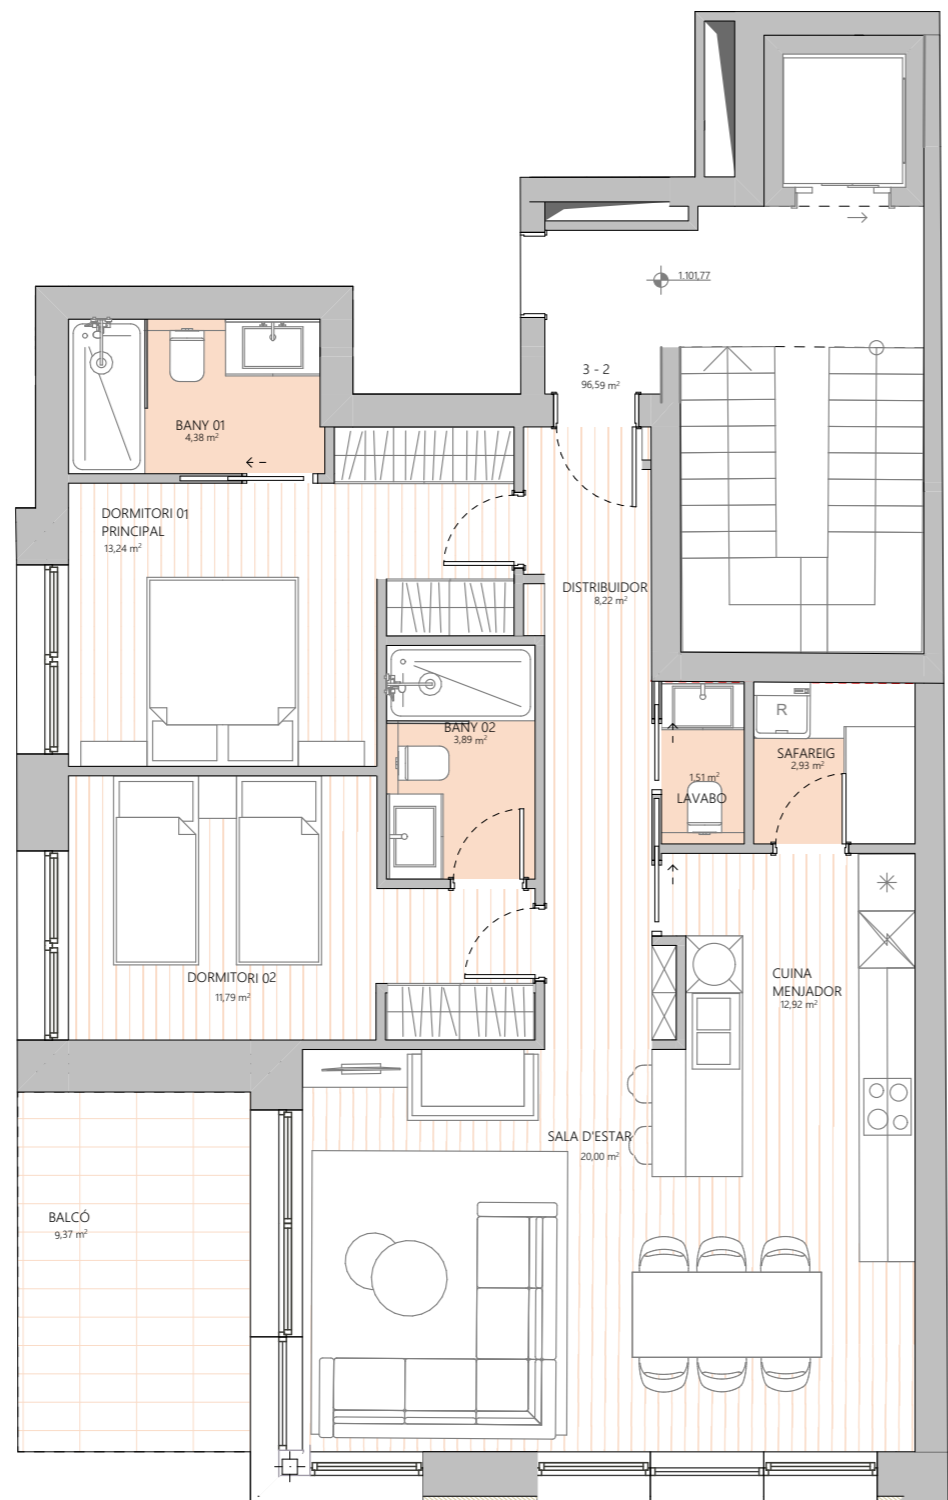 1.101,77
3 - 2
96,59 m²
BANY 01
4,38 m²
DORMITORI 01
PRINCIPAL
13,24 m²
DISTRIBUIDOR
8,22 m²
R
BANY 02
3,89 m²
SAFAREIG
2,93 m²
1,51 m²
LAVABO
DORMITORI 02
11,79 m²
CUINA
MENJADOR
12,92 m²
SALA D'ESTAR
20,00 m²
BALCÓ
9,37 m²